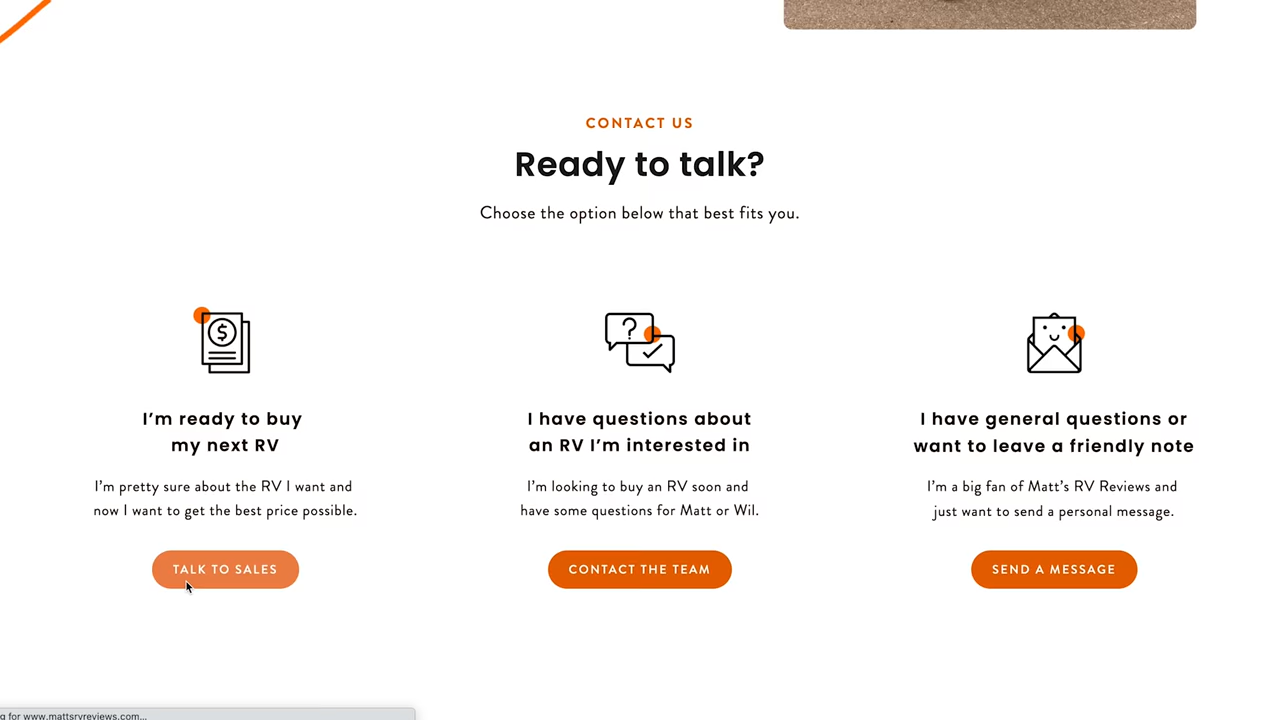 CONTACT US
Ready to talk?
Choose the option below that best fits you.
$
?
I'm ready to buy
my next RV
I'm pretty sure about the RV I want and
now I want to get the best price possible.
TALK TO SALES
I have questions about
an RV I'm interested in
I'm looking to buy an RV soon and
have some questions for Matt or Wil.
CONTACT THE TEAM
I have general questions or
want to leave a friendly note
I'm a big fan of Matt's RV Reviews and
just want to send a personal message.
SEND A MESSAGE
g for www.mattsrvreviews.com...